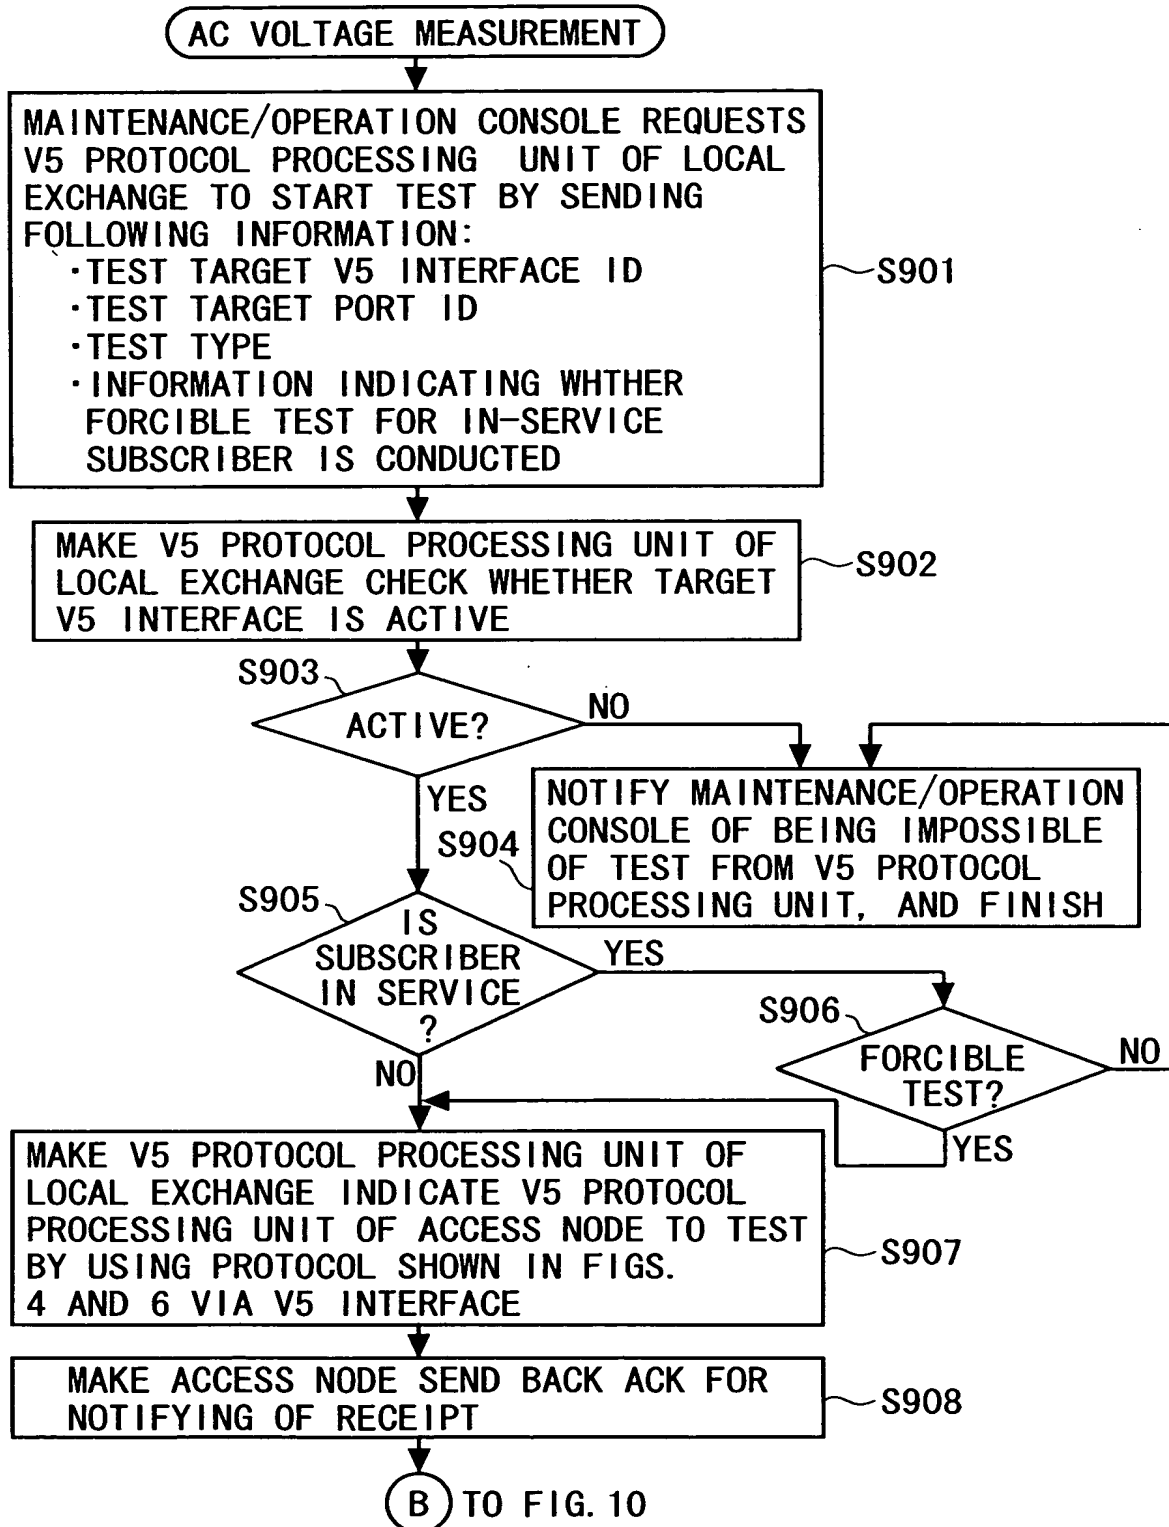 AC VOLTAGE MEASUREMENT
MAINTENANCE/OPERATION CONSOLE REQUESTS
V5 PROTOCOL PROCESSING UNIT OF LOCAL
EXCHANGE TO START TEST BY SENDING
FOLLOWING INFORMATION:
·TEST TARGET V5 INTERFACE ID
·TEST TARGET PORT ID
·TEST TYPE
·INFORMATION INDICATING WHTHER
FORCIBLE TEST FOR IN-SERVICE
SUBSCRIBER IS CONDUCTED
S901
MAKE V5 PROTOCOL PROCESSING UNIT OF
LOCAL EXCHANGE CHECK WHETHER TARGET
V5 INTERFACE IS ACTIVE
S902
S903
ACTIVE?
NO
YES
S904
NOTIFY MAINTENANCE/OPERATION
CONSOLE OF BEING IMPOSSIBLE
OF TEST FROM V5 PROTOCOL
PROCESSING UNIT, AND FINISH
S905
IS
SUBSCRIBER
IN SERVICE
?
YES
NO
S906
FORCIBLE
TEST?
NO
YES
MAKE V5 PROTOCOL PROCESSING UNIT OF
LOCAL EXCHANGE INDICATE V5 PROTOCOL
PROCESSING UNIT OF ACCESS NODE TO TEST
BY USING PROTOCOL SHOWN IN FIGS.
4 AND 6 VIA V5 INTERFACE
S907
MAKE ACCESS NODE SEND BACK ACK FOR
NOTIFYING OF RECEIPT
S908
B TO FIG. 10